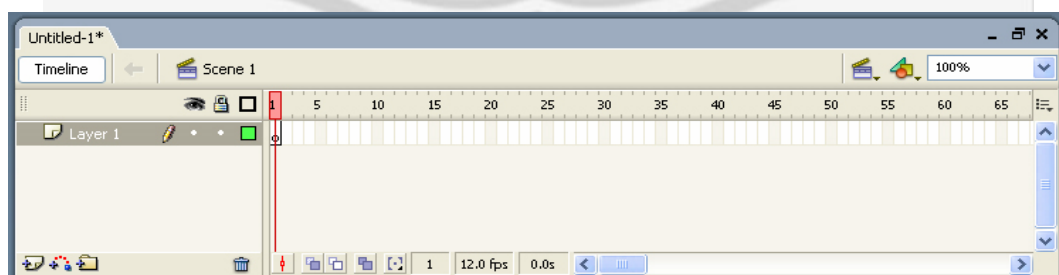 Untitled-1*
Timeline Scene 1 100%
1 5 10 15 20 25 30 35 40 45 50 55 60 65
Layer 1
1 12.0 fps 0.0s